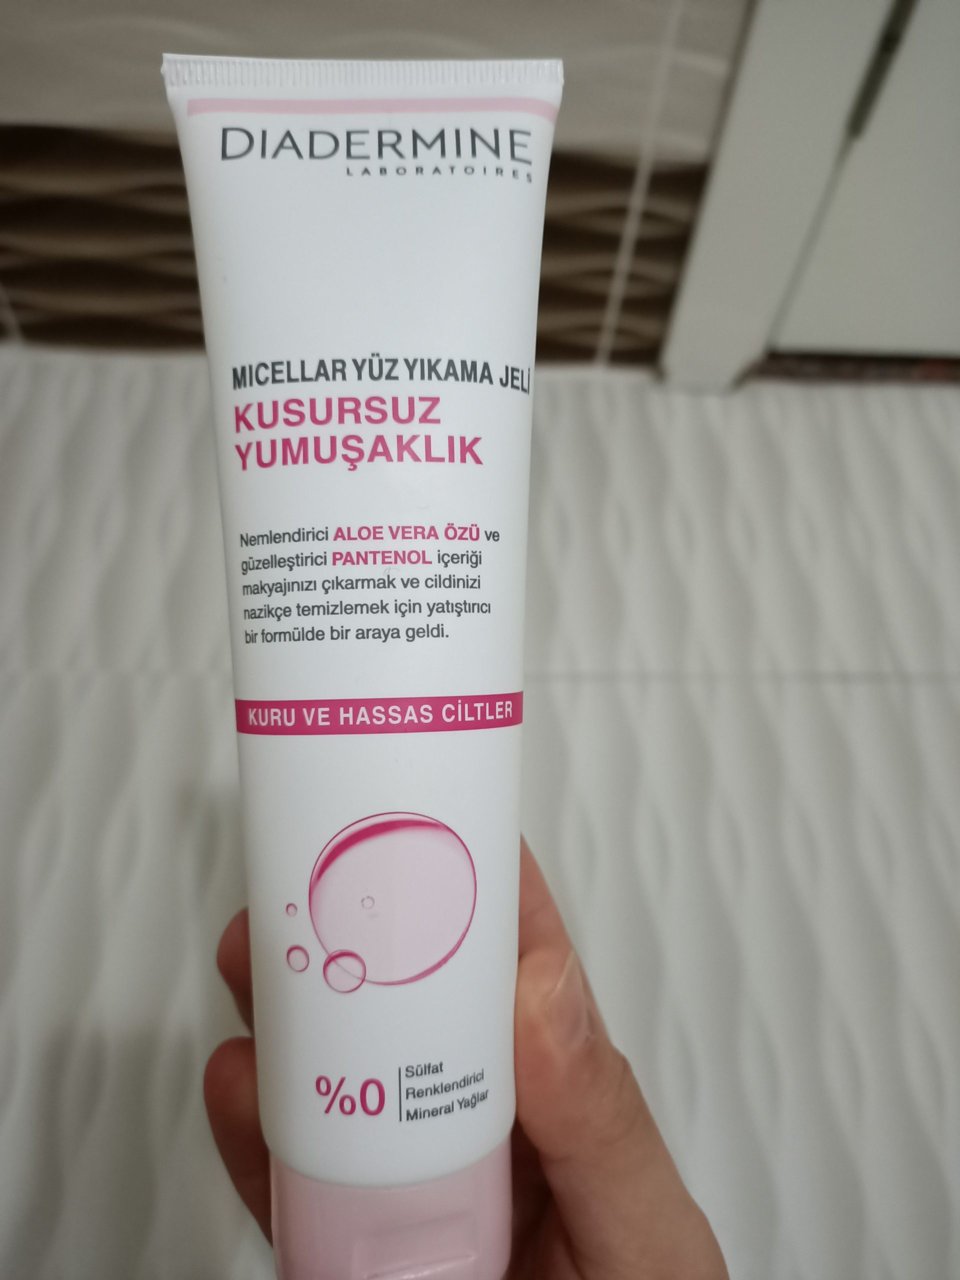 DIADERMINE
LABORATOIRES
MICELLAR YÜZ YIKAMA JELİ
KUSURSUZ
YUMUŞAKLIK
Nemlendirici ALOE VERA ÖZÜ ve
güzelleştirici PANTENOL içeriği
makyajınızı çıkarmak ve cildinizi
nazikçe temizlemek için yatıştırıcı
bir formülde bir araya geldi.
KURU VE HASSAS CİLTLER
%0
Sülfat
Renklendirici
Mineral Yağlar